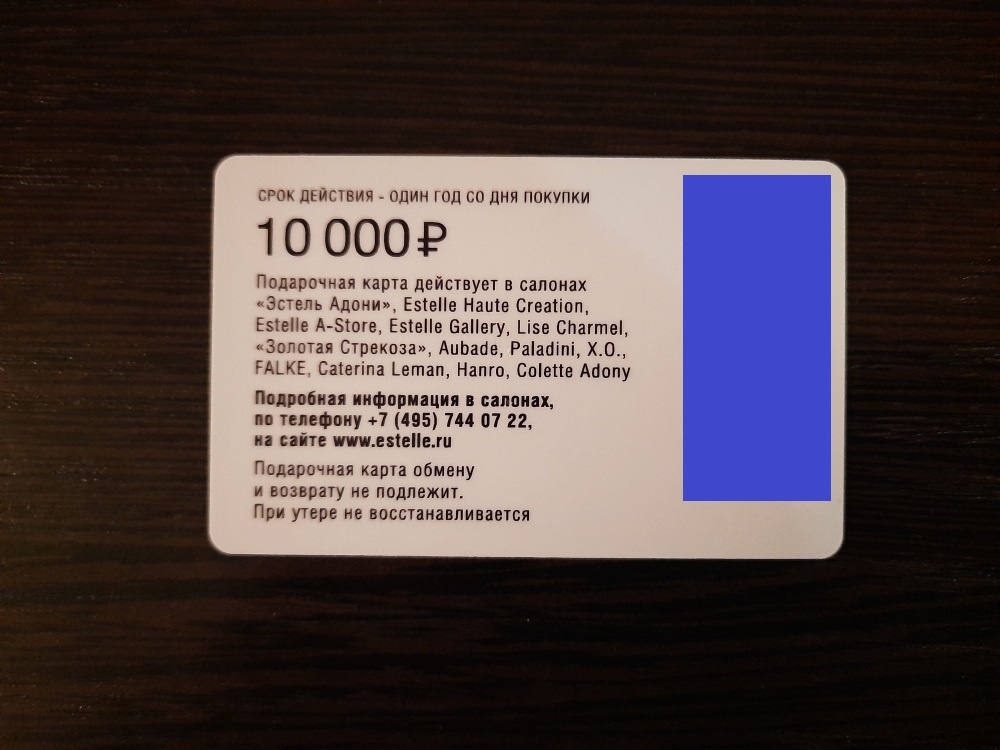 СРОК ДЕЙСТВИЯ - ОДИН ГОД СО ДНЯ ПОКУПКИ
10 000 ₽
Подарочная карта действует в салонах
«Эстель Адони», Estelle Haute Creation,
Estelle A-Store, Estelle Gallery, Lise Charmel,
«Золотая Стрекоза», Aubade, Paladini, X.O.,
FALKE, Caterina Leman, Hanro, Colette Adony
Подробная информация в салонах,
по телефону +7 (495) 744 07 22,
на сайте www.estelle.ru
Подарочная карта обмену
и возврату не подлежит.
При утере не восстанавливается